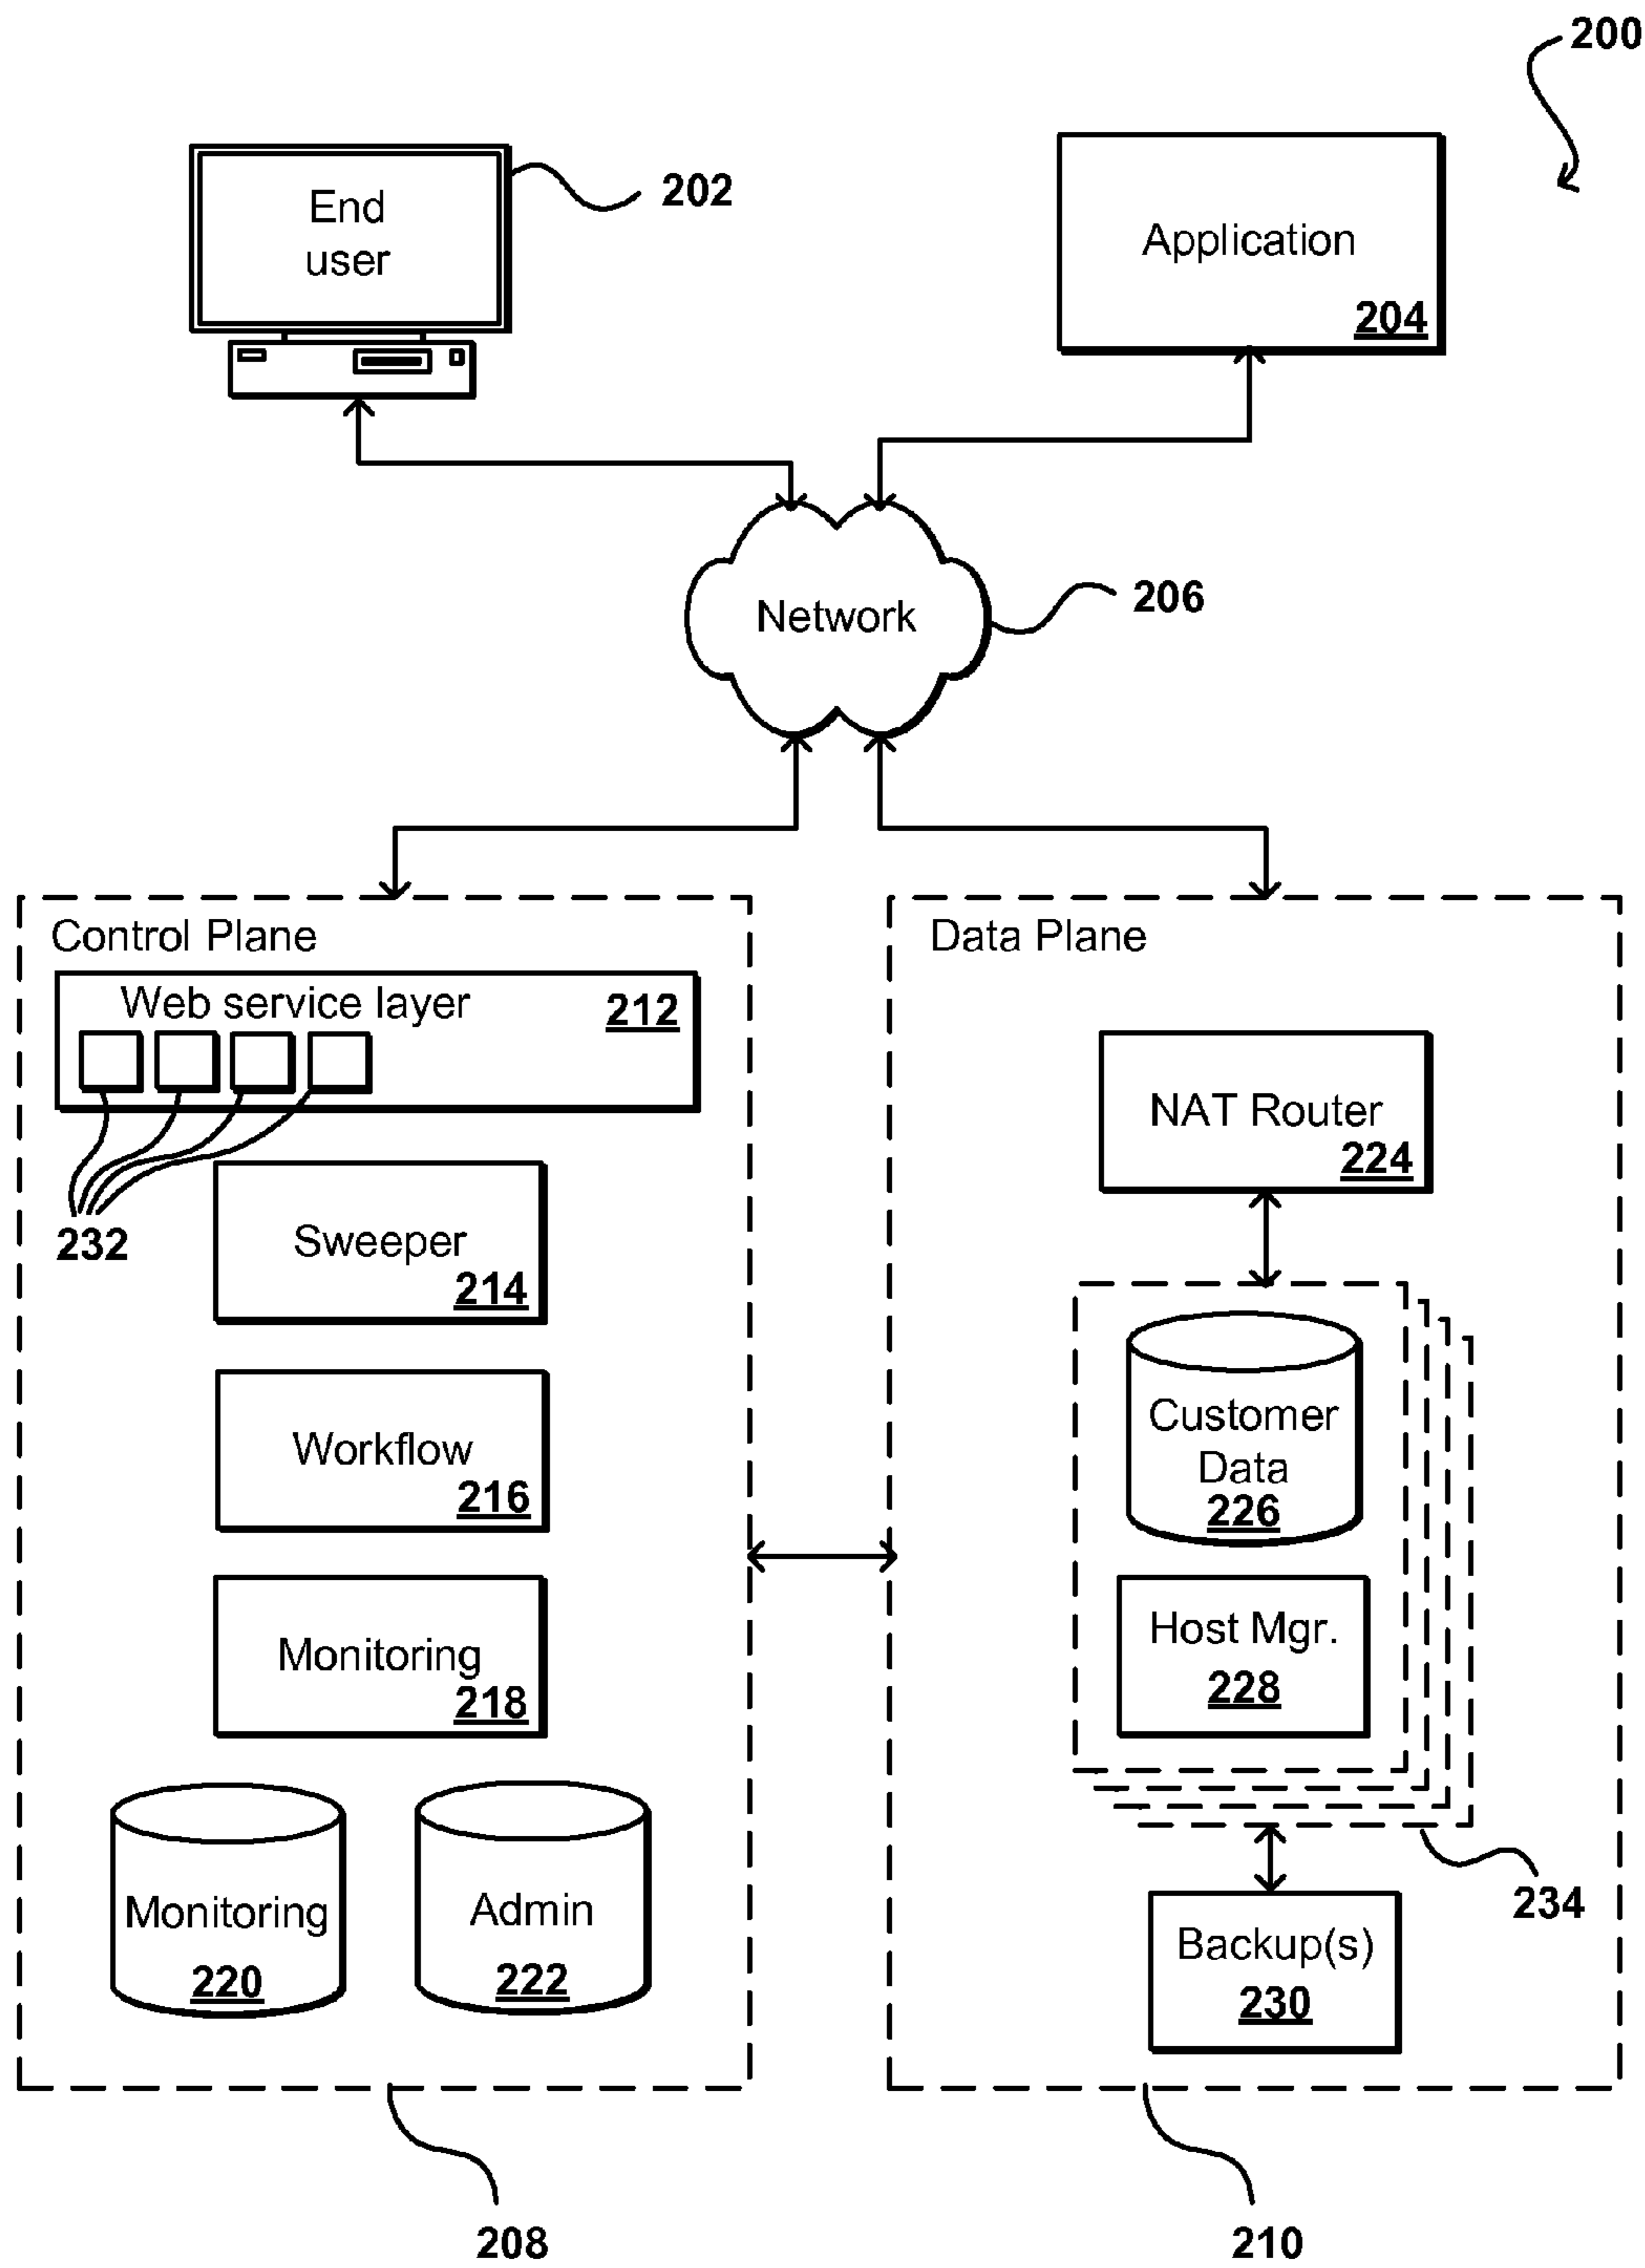 200
End
user
202
Application
204
Network
206
Control Plane
Web service layer
212
232
Sweeper
214
Workflow
216
Monitoring
218
Monitoring
220
Admin
222
208
Data Plane
NAT Router
224
Customer
Data
226
Host Mgr.
228
234
Backup(s)
230
210